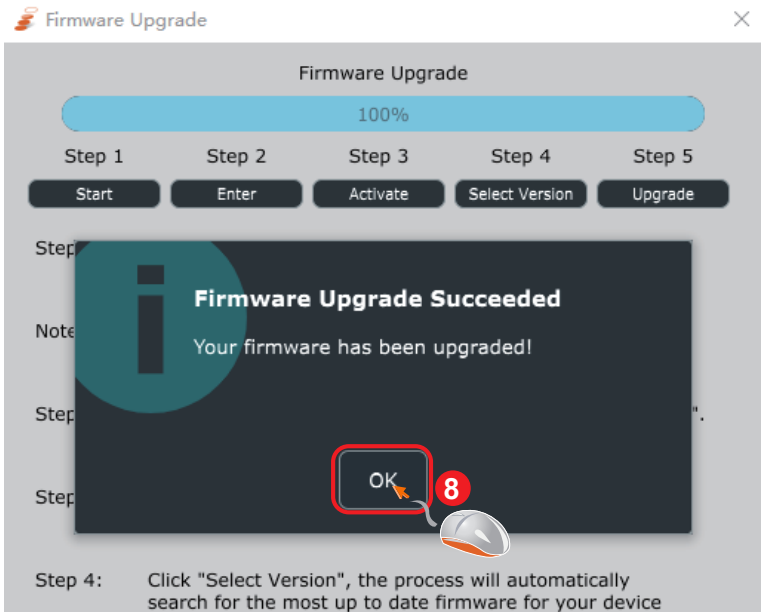 Firmware Upgrade
Firmware Upgrade
100%
Step 1 Step 2 Step 3 Step 4 Step 5
Start Enter Activate Select Version Upgrade
Step
Firmware Upgrade Succeeded
Note
Your firmware has been upgraded!
Step ".
OK 8
Step
Step 4: Click "Select Version", the process will automatically
search for the most up to date firmware for your device